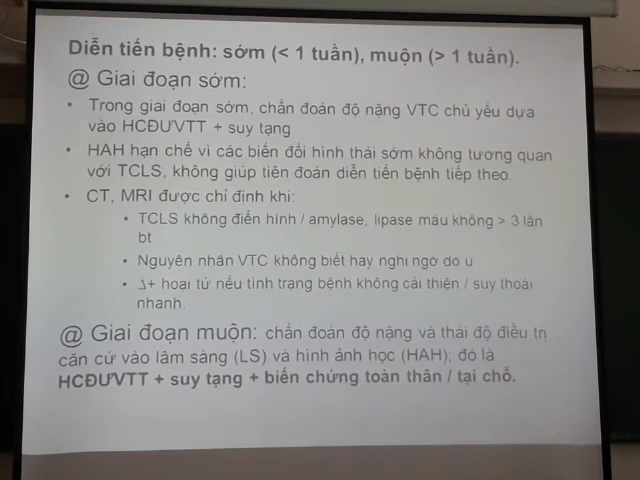 Diễn tiến bệnh: sớm (< 1 tuần), muộn (> 1 tuần).
@ Giai đoạn sớm:
• Trong giai đoạn sớm, chẩn đoán độ nặng VTC chủ yếu dựa
vào HCĐƯVTT + suy tạng
• HAH hạn chế vì các biến đổi hình thái sớm không tương quan
với TCLS, không giúp tiên đoán diễn tiến bệnh tiếp theo.
• CT, MRI được chỉ định khi:
• TCLS không điển hình / amylase, lipase máu không > 3 lần
bt
• Nguyên nhân VTC không biết hay nghi ngờ do u
• + hoại tử nếu tình trạng bệnh không cải thiện / suy thoái
nhanh.
@ Giai đoạn muộn: chẩn đoán độ nặng và thái độ điều trị
căn cứ vào lâm sàng (LS) và hình ảnh học (HAH); đó là
HCĐƯVTT + suy tạng + biến chứng toàn thân / tại chỗ.